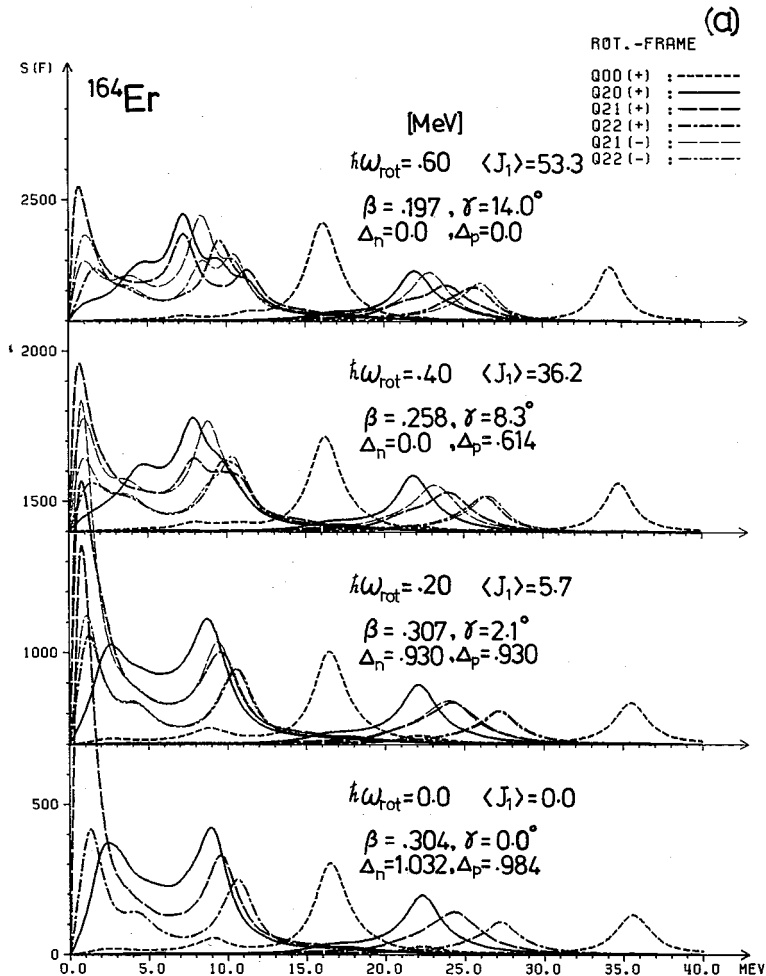 (a)
ROT.-FRAME
Q00(+) :
Q20(+) :
Q21(+) :
Q22(+) :
Q21(-) :
Q22(-) :
S(F)
¹⁶⁴Er
[MeV]
ℏω_rot=.60 ⟨J₁⟩=53.3
β=.197, γ=14.0°
Δₙ=0.0, Δₚ=0.0
2500
2000
ℏω_rot=.40 ⟨J₁⟩=36.2
β=.258, γ=8.3°
Δₙ=0.0, Δₚ=.614
1500
ℏω_rot=.20 ⟨J₁⟩=5.7
β=.307, γ=2.1°
Δₙ=.930, Δₚ=.930
1000
ℏω_rot=0.0 ⟨J₁⟩=0.0
β=.304, γ=0.0°
Δₙ=1.032, Δₚ=.984
500
0
0.0 5.0 10.0 15.0 20.0 25.0 30.0 35.0 40.0 MEV